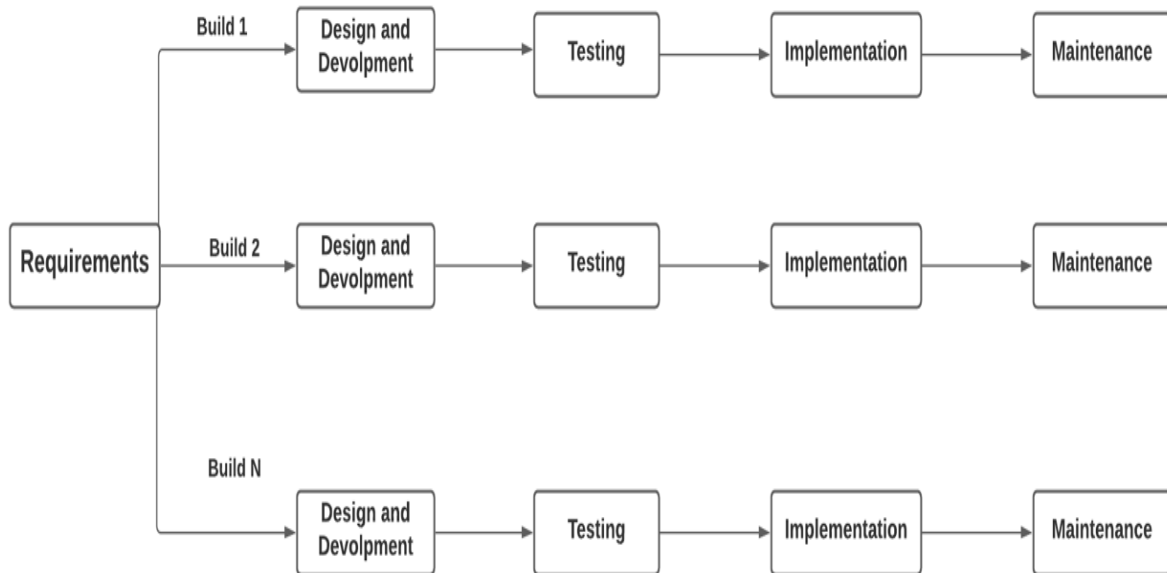 Build 1
Design and
Devolpment
Testing
Implementation
Maintenance
Requirements
Build 2
Design and
Devolpment
Testing
Implementation
Maintenance
Build N
Design and
Devolpment
Testing
Implementation
Maintenance